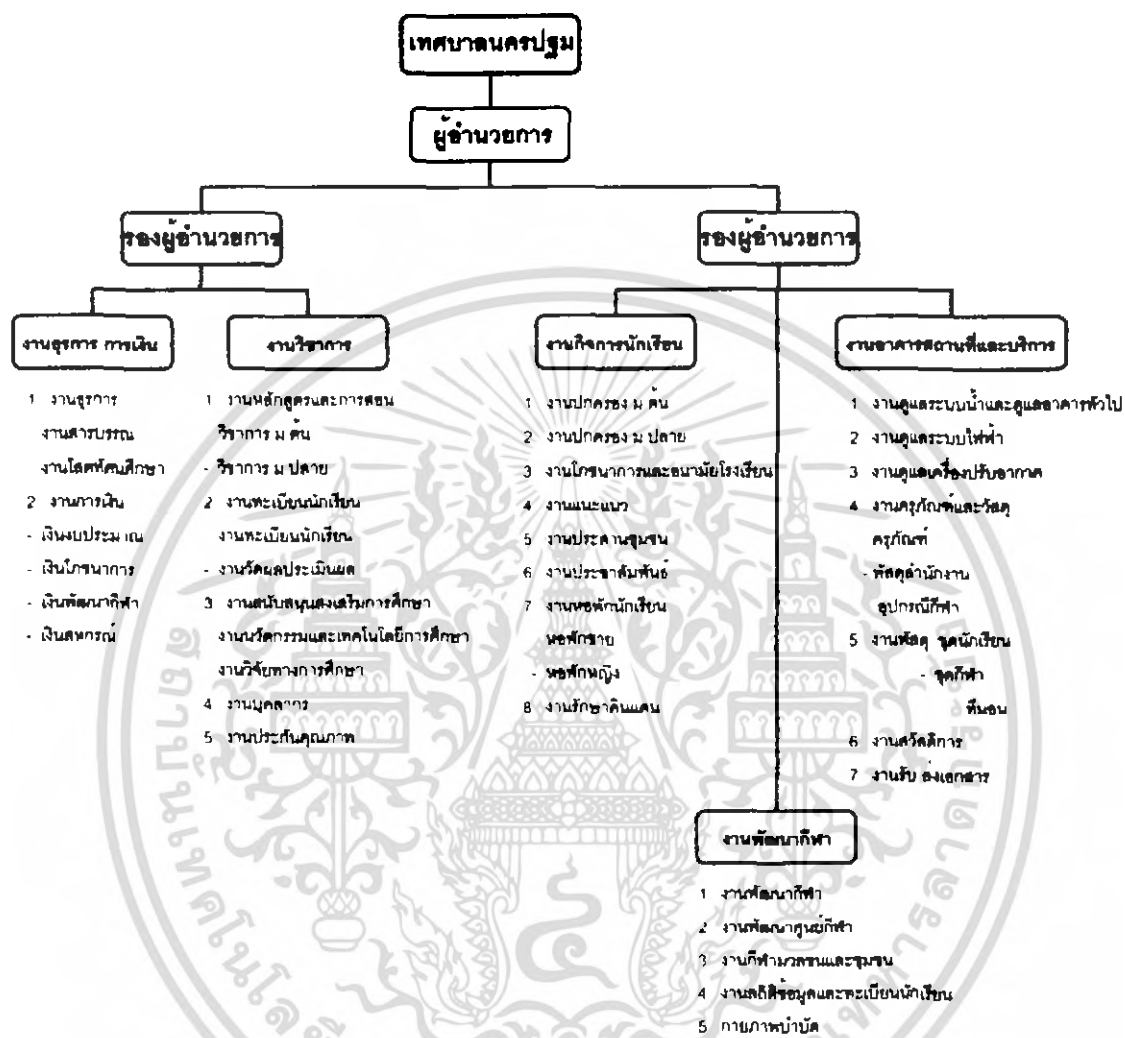 เทศบาลนครปฐม
ผู้อำนวยการ
รองผู้อำนวยการ
รองผู้อำนวยการ
งานธุรการ การเงิน
1 งานธุรการ
งานสารบรรณ
งานโสตทัศนศึกษา
2 งานการเงิน
- เงินงบประมาณ
- เงินโภชนาการ
- เงินพัฒนากีฬา
- เงินสหกรณ์
งานวิชาการ
1 งานหลักสูตรและการสอน
วิชาการ ม ต้น
- วิชาการ ม ปลาย
2 งานทะเบียนนักเรียน
งานทะเบียนนักเรียน
- งานวัดผลประเมินผล
3 งานสนับสนุนส่งเสริมการศึกษา
งานนวัตกรรมและเทคโนโลยีการศึกษา
งานวิจัยทางการศึกษา
4 งานบุคลากร
5 งานประกันคุณภาพ
งานกิจการนักเรียน
1 งานปกครอง ม ต้น
2 งานปกครอง ม ปลาย
3 งานโภชนาการและอนามัยโรงเรียน
4 งานแนะแนว
5 งานประสานชุมชน
6 งานประชาสัมพันธ์
7 งานหอพักนักเรียน
หอพักชาย
- หอพักหญิง
8 งานรักษาดินแดน
งานอาคารสถานที่และบริการ
1 งานดูแลระบบน้ำและดูแลอาคารทั่วไป
2 งานดูแลระบบไฟฟ้า
3 งานดูแลเครื่องปรับอากาศ
4 งานครุภัณฑ์และวัสดุ
ครุภัณฑ์
- พัสดุสำนักงาน
อุปกรณ์กีฬา
5 งานพัสดุ ชุดนักเรียน
- ชุดกีฬา
ที่นอน
6 งานสวัสดิการ
7 งานรับ ส่งเอกสาร
งานพัฒนากีฬา
1 งานพัฒนากีฬา
2 งานพัฒนาศูนย์กีฬา
3 งานกีฬามวลชนและชุมชน
4 งานสถิติข้อมูลและทะเบียนนักเรียน
5 กายภาพบำบัด